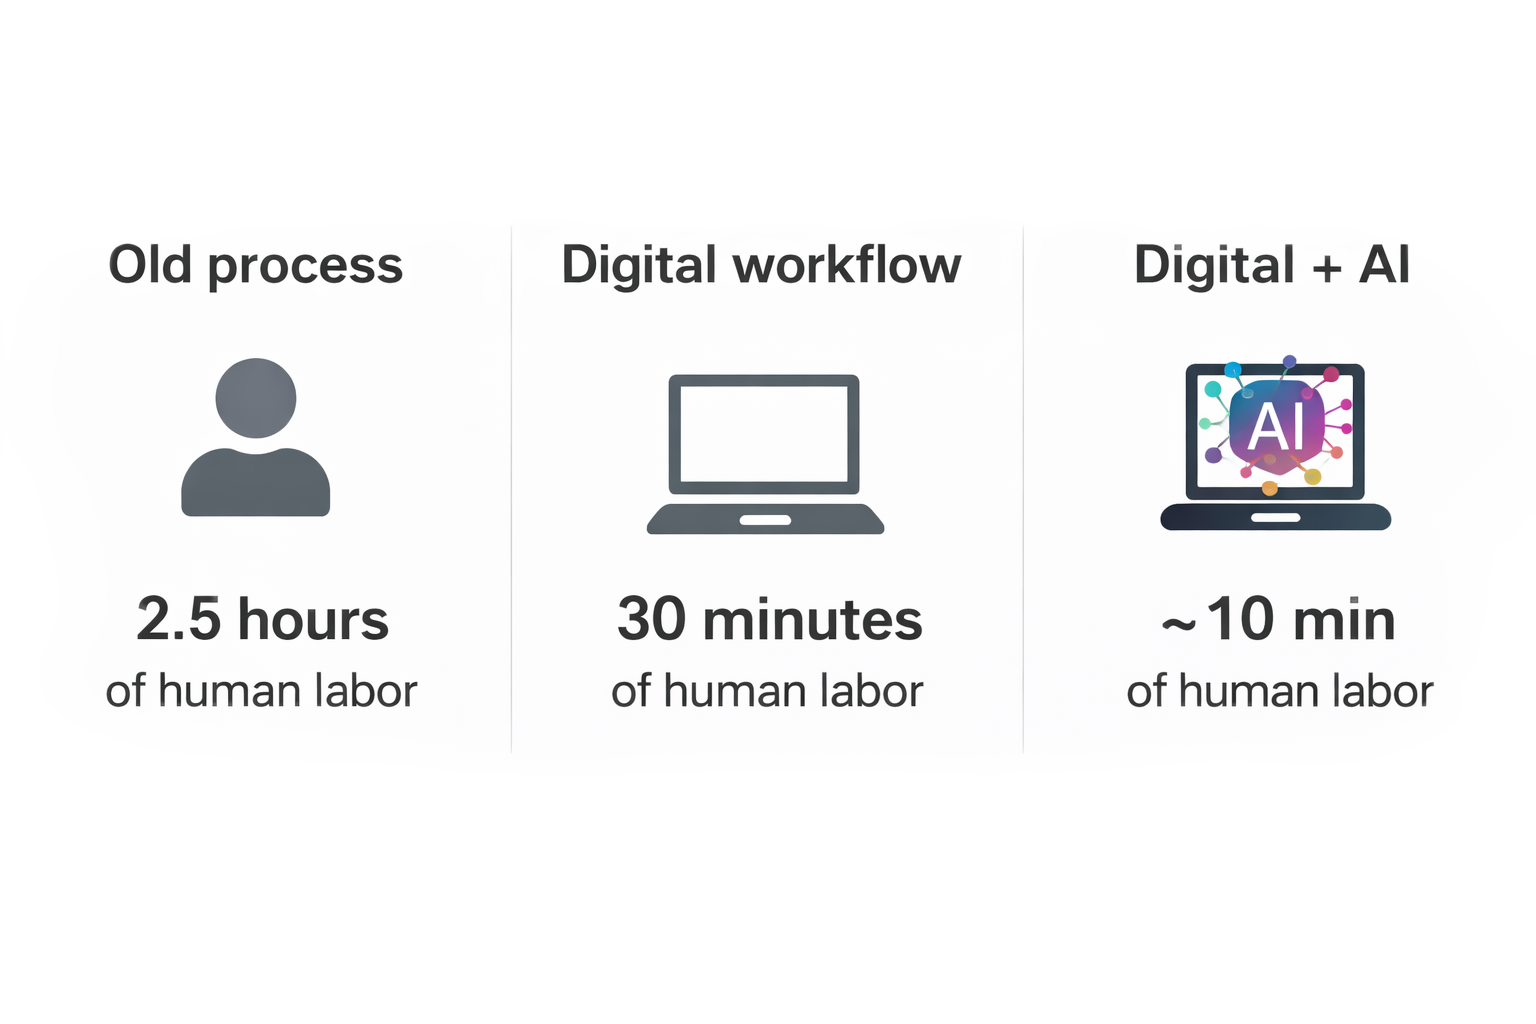 Old process
2.5 hours
of human labor
Digital workflow
30 minutes
of human labor
Digital + AI
AI
~10 min
of human labor